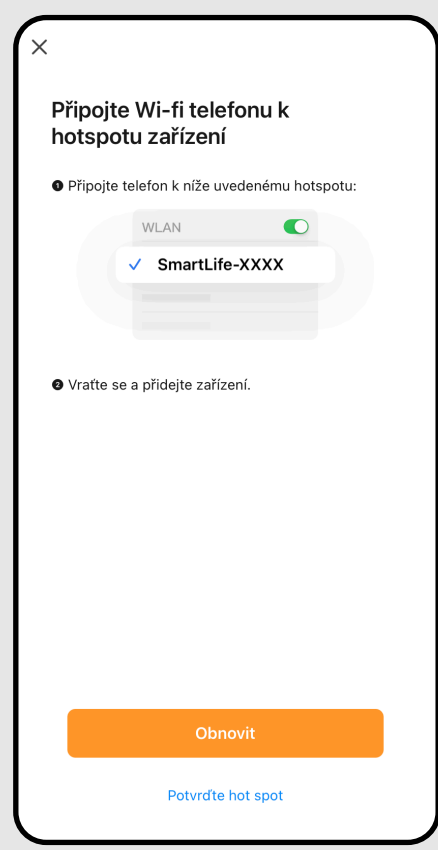 Připojte Wi-fi telefonu k
hotspotu zařízení
❶ Připojte telefon k níže uvedenému hotspotu:
WLAN
✓ SmartLife-XXXX
❷ Vraťte se a přidejte zařízení.
Obnovit
Potvrďte hot spot